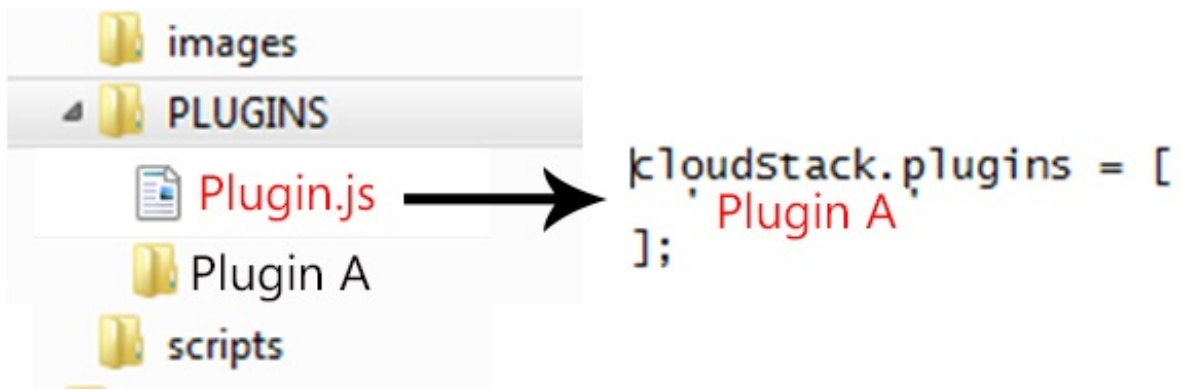 images
PLUGINS
Plugin.js
Plugin A
scripts
cloudStack.plugins = [
'Plugin A'
];